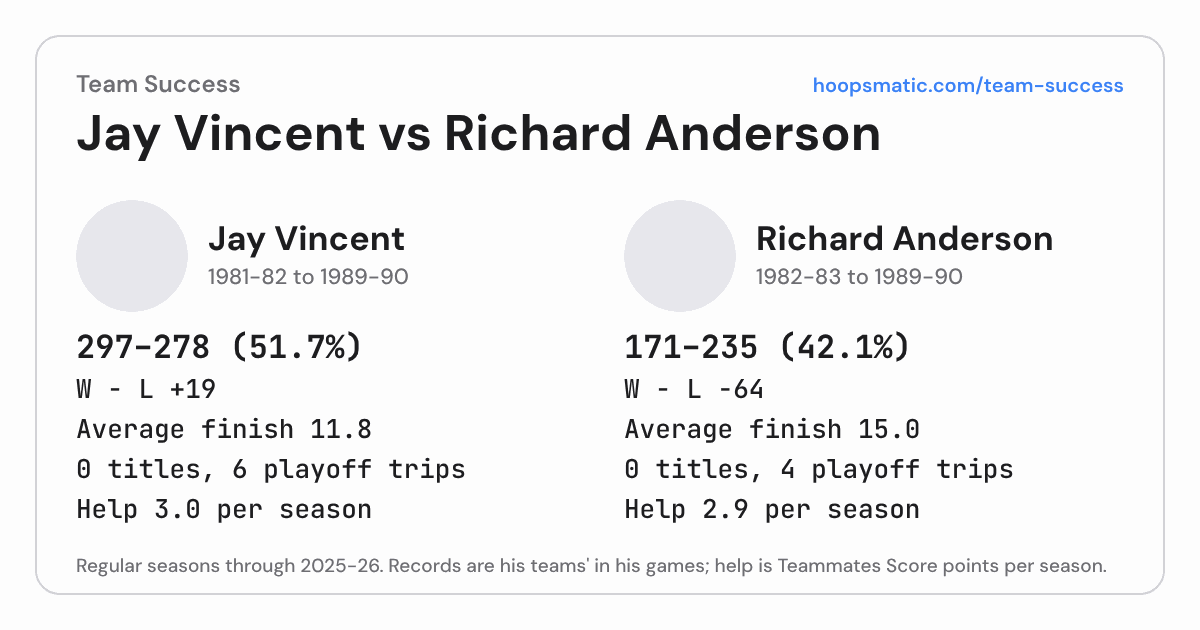 Team Success
hoopsmatic.com/team-success
Jay Vincent vs Richard Anderson
Jay Vincent
1981-82 to 1989-90
297–278 (51.7%)
W - L +19
Average finish 11.8
0 titles, 6 playoff trips
Help 3.0 per season
Richard Anderson
1982-83 to 1989-90
171–235 (42.1%)
W - L -64
Average finish 15.0
0 titles, 4 playoff trips
Help 2.9 per season
Regular seasons through 2025-26. Records are his teams' in his games; help is Teammates Score points per season.